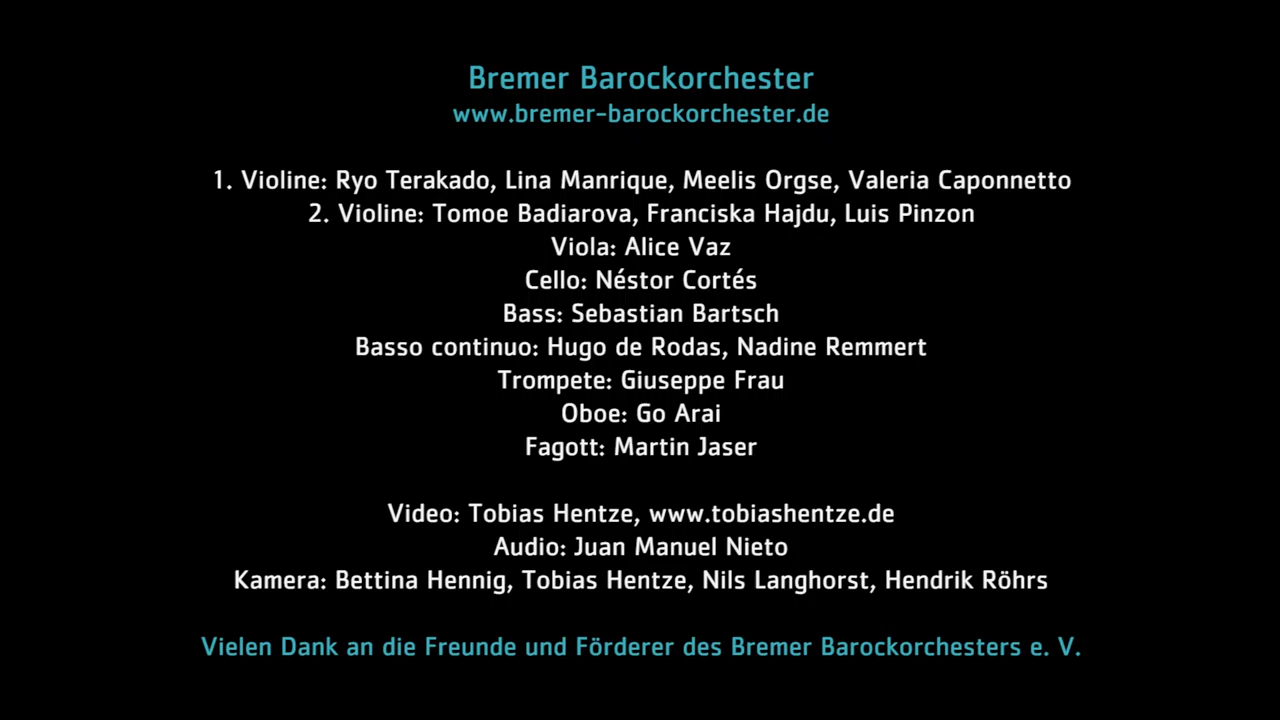 Bremer Barockorchester
www.bremer-barockorchester.de
1. Violine: Ryo Terakado, Lina Manrique, Meelis Orgse, Valeria Caponnetto
2. Violine: Tomoe Badiarova, Franciska Hajdu, Luis Pinzon
Viola: Alice Vaz
Cello: Néstor Cortés
Bass: Sebastian Bartsch
Basso continuo: Hugo de Rodas, Nadine Remmert
Trompete: Giuseppe Frau
Oboe: Go Arai
Fagott: Martin Jaser
Video: Tobias Hentze, www.tobiashentze.de
Audio: Juan Manuel Nieto
Kamera: Bettina Hennig, Tobias Hentze, Nils Langhorst, Hendrik Röhrs
Vielen Dank an die Freunde und Förderer des Bremer Barockorchesters e. V.